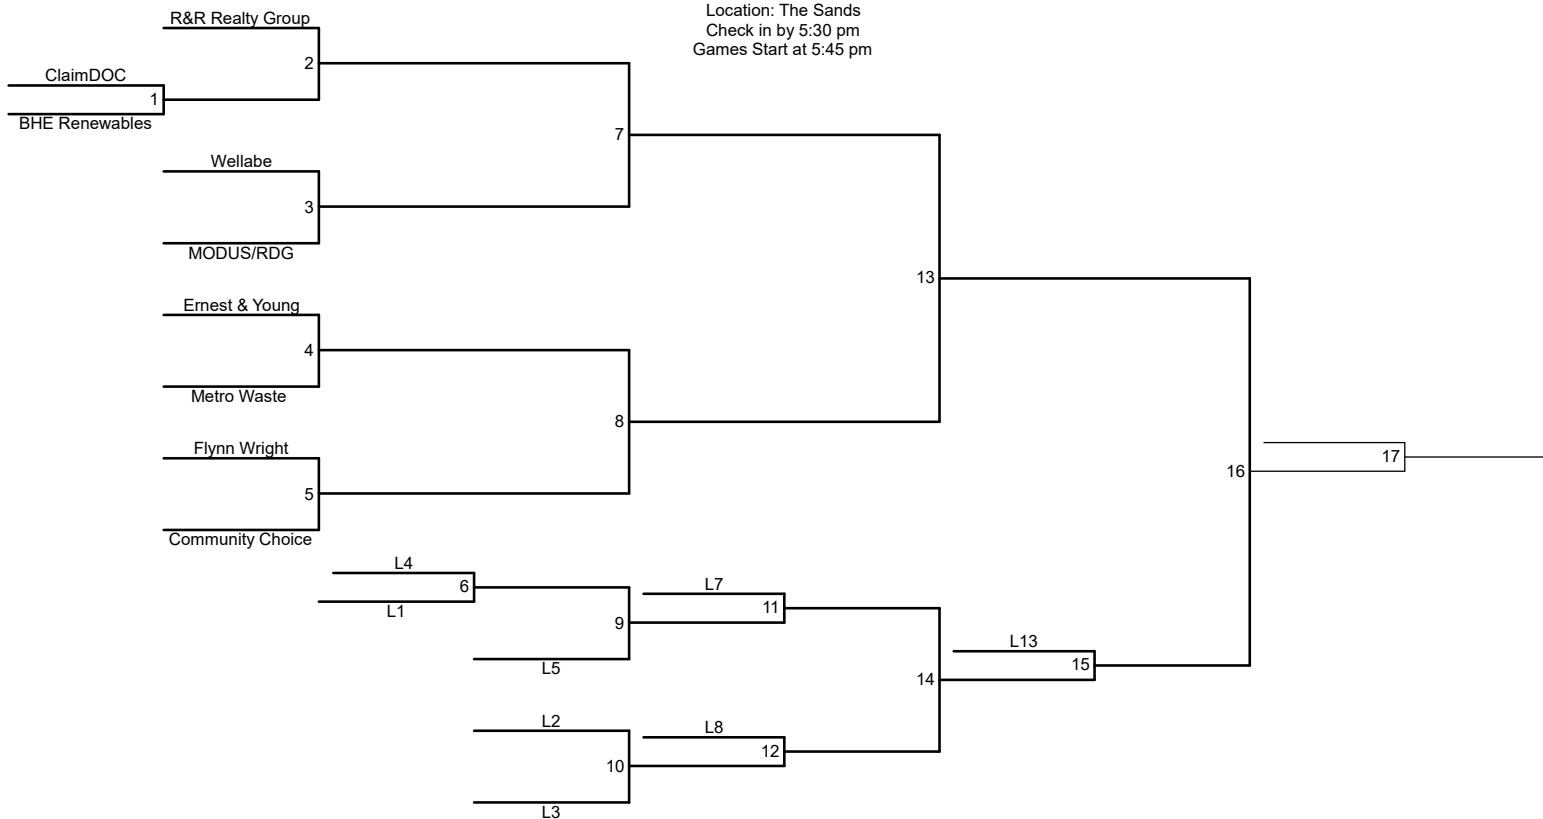 Location: The Sands
Check in by 5:30 pm
Games Start at 5:45 pm
R&R Realty Group
2
ClaimDOC
1
BHE Renewables
7
Wellabe
3
MODUS/RDG
13
Ernest & Young
4
Metro Waste
8
Flynn Wright
5
Community Choice
16
17
L4
6
L1
L7
11
9
L5
L13
15
14
L2
L8
12
10
L3